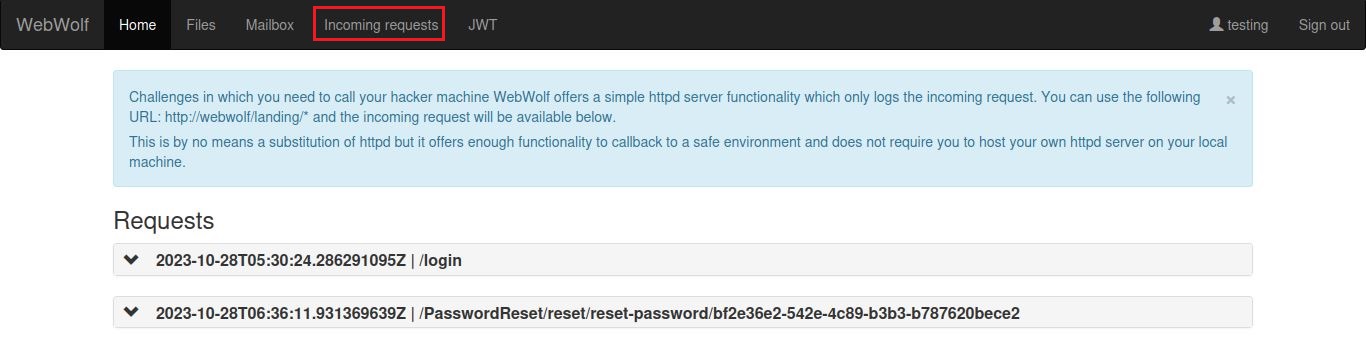 WebWolf Home Files Mailbox Incoming requests JWT testing Sign out
Challenges in which you need to call your hacker machine WebWolf offers a simple httpd server functionality which only logs the incoming request. You can use the following ×
URL: http://webwolf/landing/* and the incoming request will be available below.
This is by no means a substitution of httpd but it offers enough functionality to callback to a safe environment and does not require you to host your own httpd server on your local
machine.
Requests
2023-10-28T05:30:24.286291095Z | /login
2023-10-28T06:36:11.931369639Z | /PasswordReset/reset/reset-password/bf2e36e2-542e-4c89-b3b3-b787620bece2